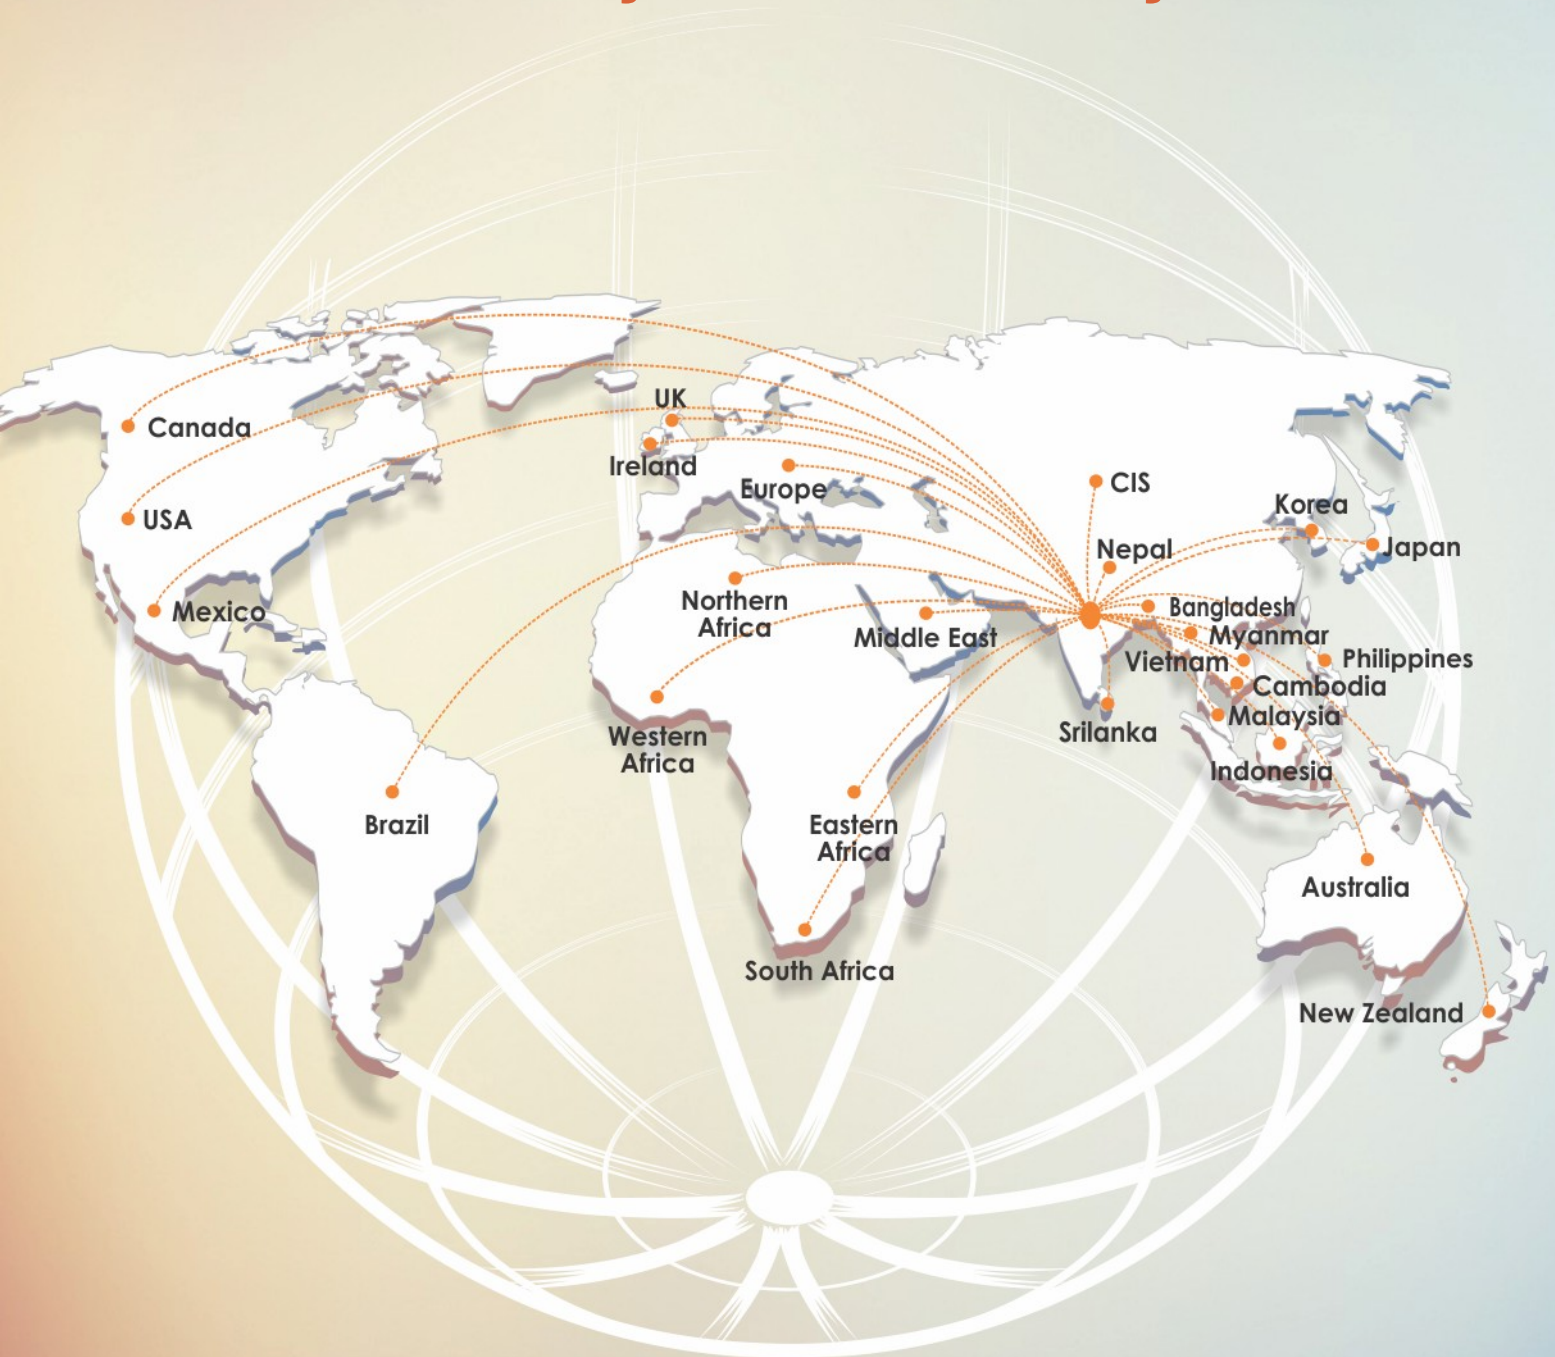 UK
Canada
Ireland
Europe
CIS
USA
Korea
Nepal
Japan
Northern
Africa
Mexico
Middle East
Bangladesh
Myanmar
Vietnam
Philippines
Cambodia
Malaysia
Srilanka
Western
Africa
Indonesia
Brazil
Eastern
Africa
Australia
South Africa
New Zealand